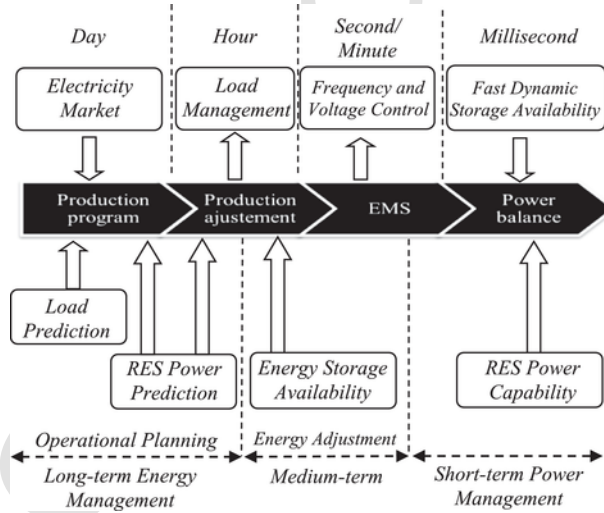 Day
Hour
Second/
Minute
Millisecond
Electricity
Market
Load
Management
Frequency and
Voltage Control
Fast Dynamic
Storage Availability
Production
program
Production
ajustement
EMS
Power
balance
Load
Prediction
RES Power
Prediction
Energy Storage
Availability
RES Power
Capability
Operational Planning
Energy Adjustment
Long-term Energy
Management
Medium-term
Short-term Power
Management